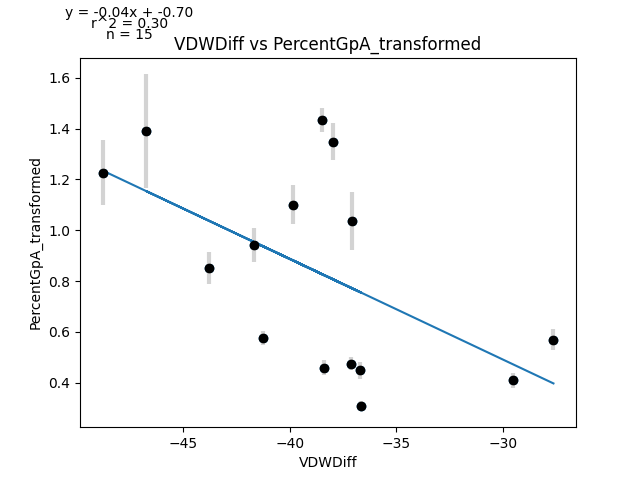 y = -0.04x + -0.70
r^2 = 0.30
n = 15
VDWDiff vs PercentGpA_transformed
PercentGpA_transformed
1.6
1.4
1.2
1.0
0.8
0.6
0.4
−45
−40
−35
−30
VDWDiff